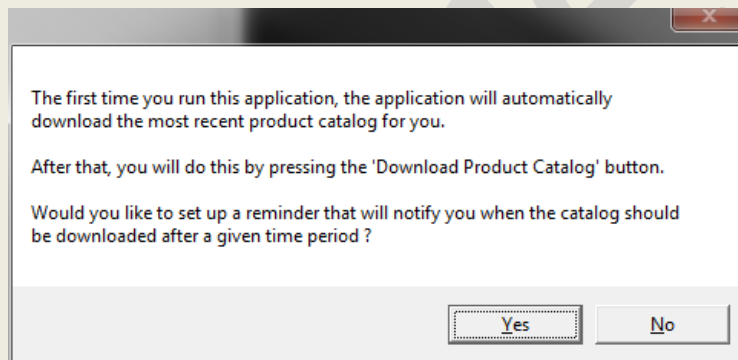 The first time you run this application, the application will automatically
download the most recent product catalog for you.
After that, you will do this by pressing the 'Download Product Catalog' button.
Would you like to set up a reminder that will notify you when the catalog should
be downloaded after a given time period ?
Yes No